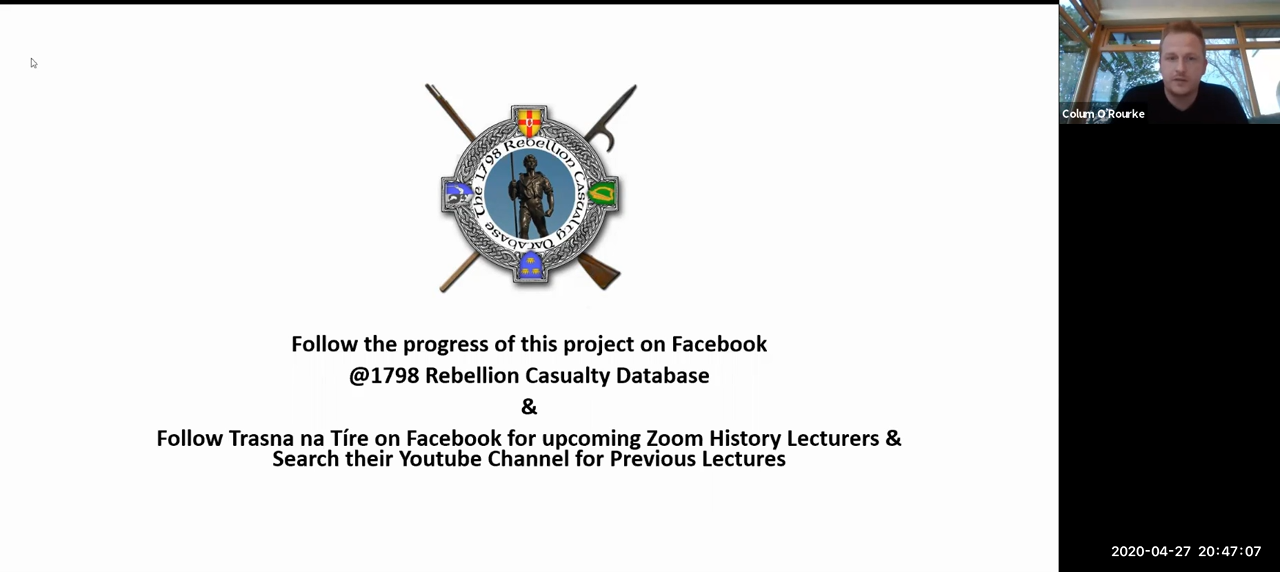 The 1798 Rebellion Casualty Database
Follow the progress of this project on Facebook
@1798 Rebellion Casualty Database
&
Follow Trasna na Tíre on Facebook for upcoming Zoom History Lecturers &
Search their Youtube Channel for Previous Lectures
Colum O'Rourke
2020-04-27 20:47:07